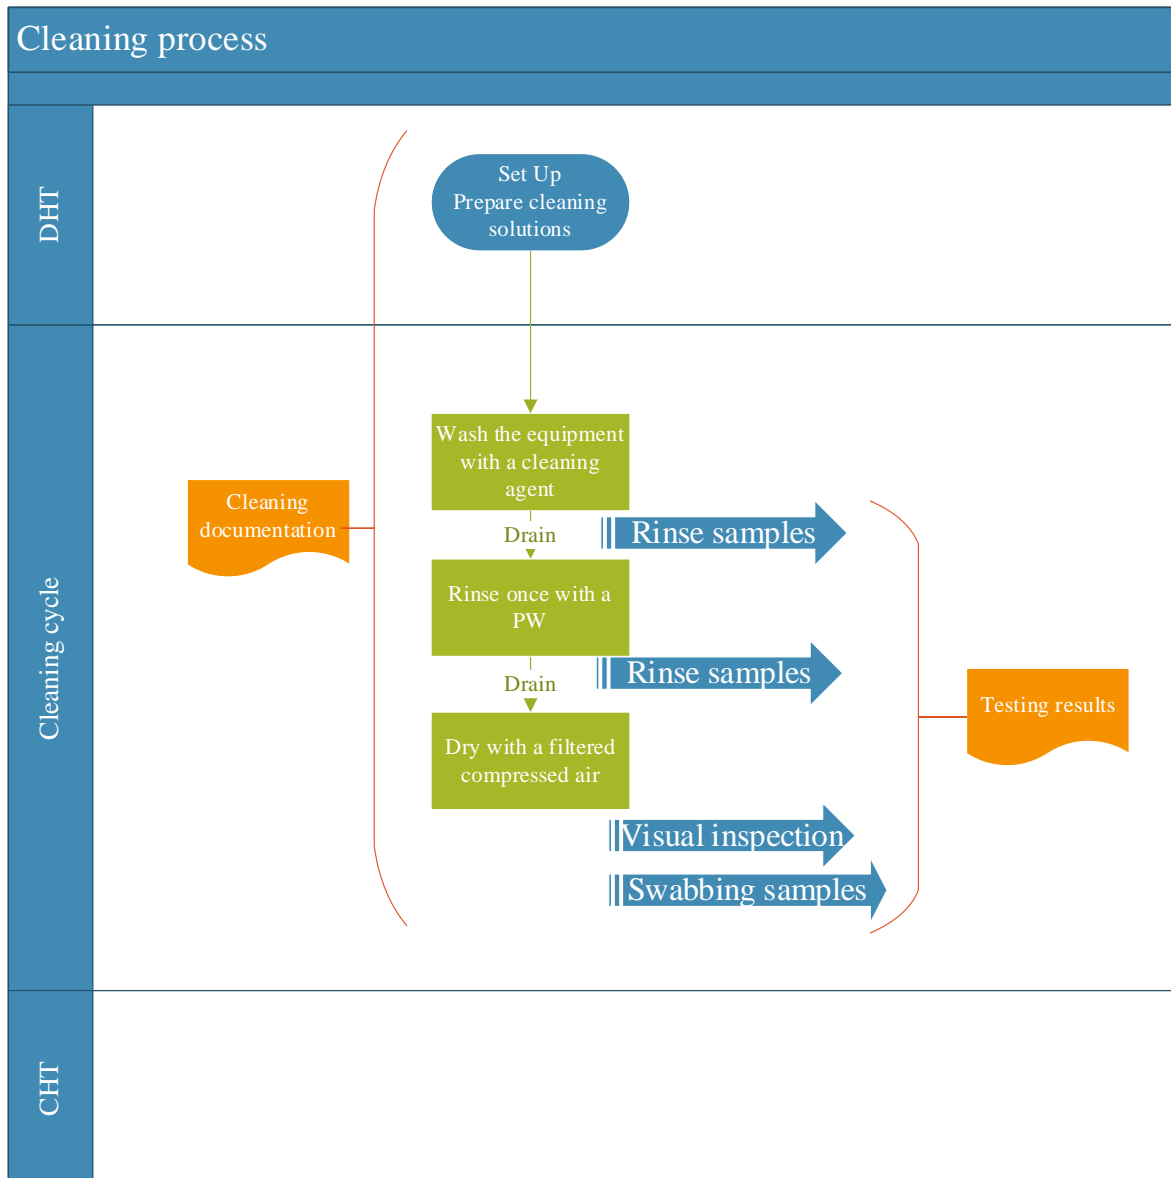 Cleaning process
DHT
Set Up
Prepare cleaning
solutions
Cleaning cycle
Wash the equipment
with a cleaning
agent
Cleaning
documentation
Drain
Rinse samples
Rinse once with a
PW
Drain
Rinse samples
Testing results
Dry with a filtered
compressed air
Visual inspection
Swabbing samples
CHT